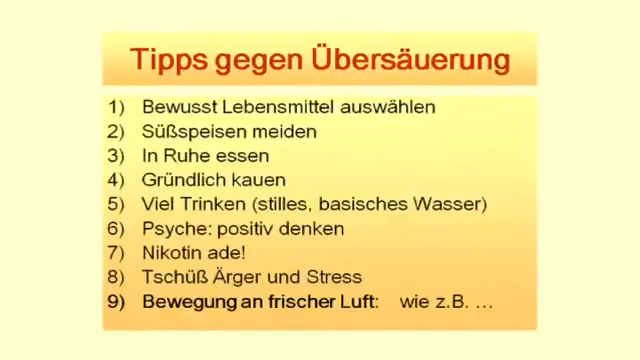 Tipps gegen Übersäuerung
1) Bewusst Lebensmittel auswählen
2) Süßspeisen meiden
3) In Ruhe essen
4) Gründlich kauen
5) Viel Trinken (stilles, basisches Wasser)
6) Psyche: positiv denken
7) Nikotin ade!
8) Tschüß Ärger und Stress
9) Bewegung an frischer Luft: wie z.B. ...